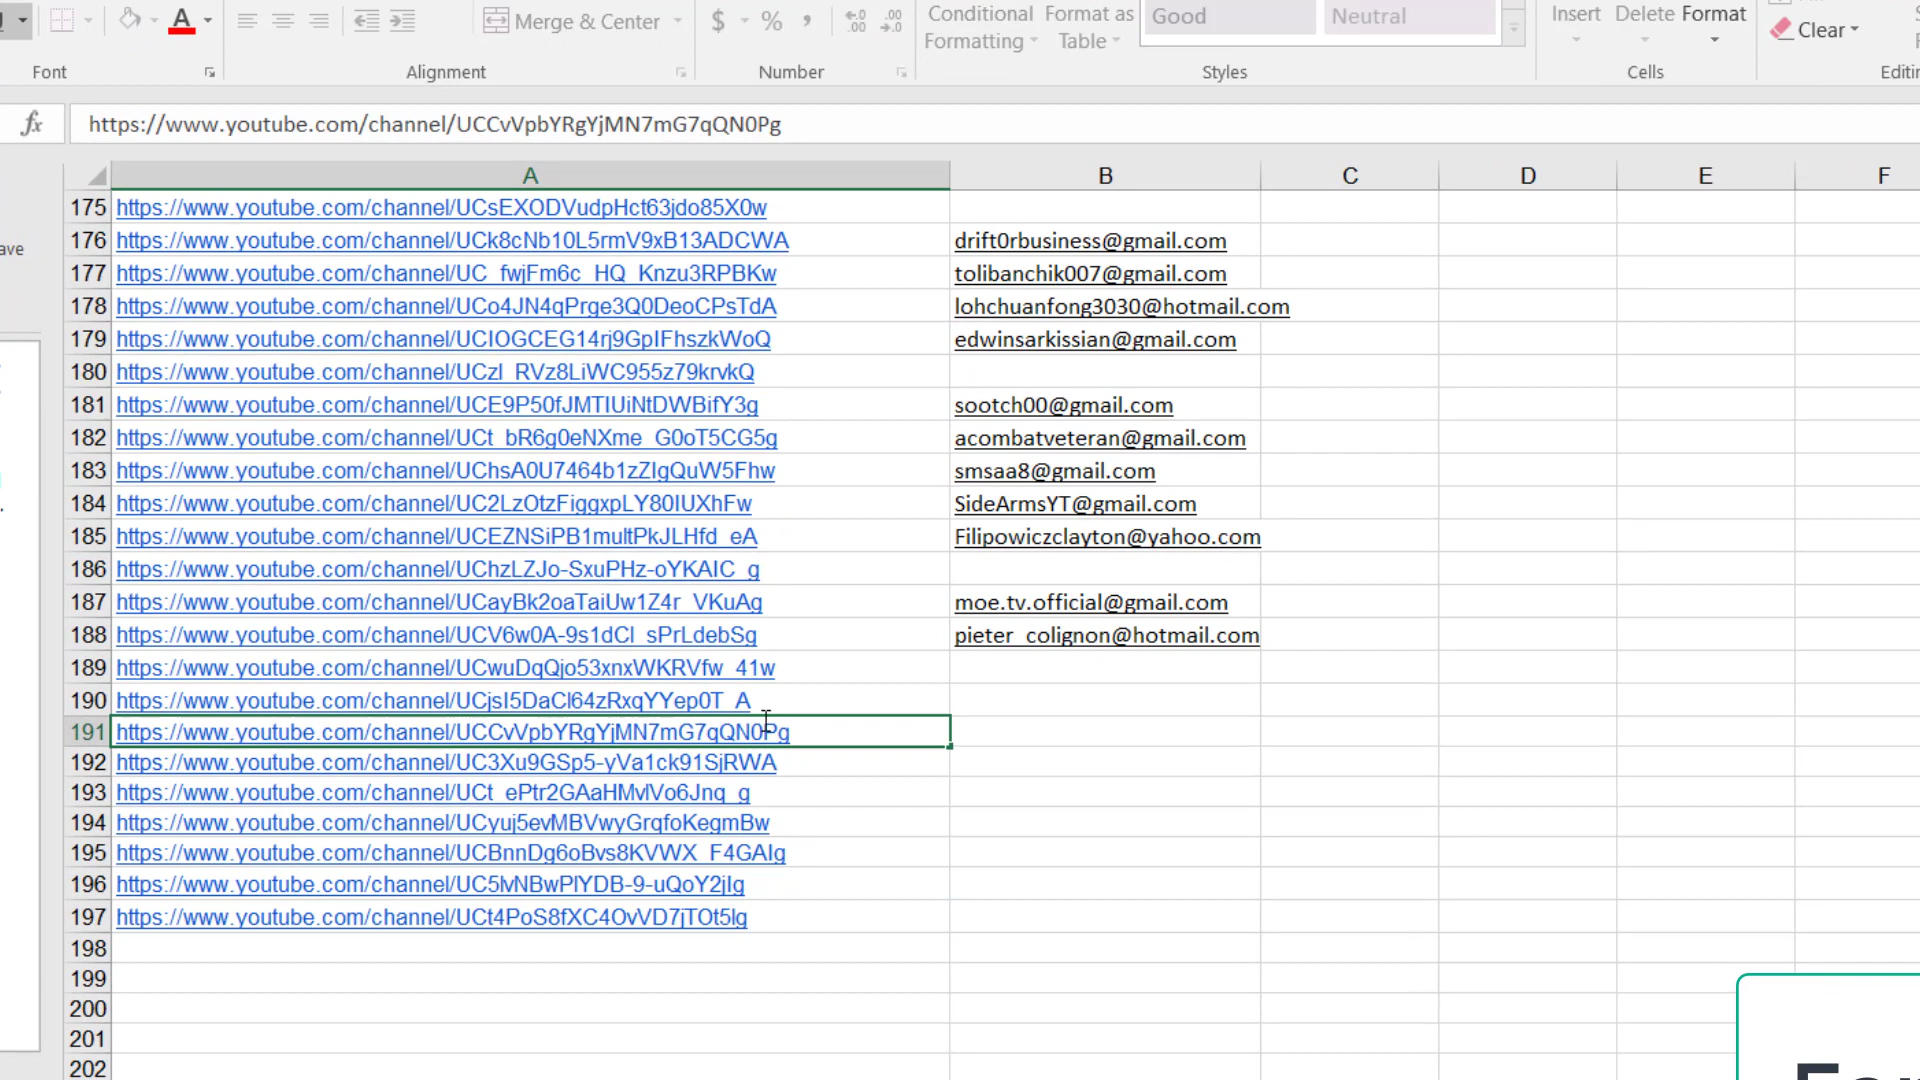 A
Merge & Center
$ % ,
Conditional Formatting
Format as Table
Good
Neutral
Insert
Delete
Format
Clear
Font
Alignment
Number
Styles
Cells
fx
https://www.youtube.com/channel/UCCvVpbYRgYjMN7mG7qQN0Pg
A B C D E F
175 https://www.youtube.com/channel/UCsEXODVudpHct63jdo85X0w
176 https://www.youtube.com/channel/UCk8cNb10L5rmV9xB13ADCWA drift0rbusiness@gmail.com
177 https://www.youtube.com/channel/UC_fwjFm6c_HQ_Knzu3RPBKw tolibanchik007@gmail.com
178 https://www.youtube.com/channel/UCo4JN4qPrge3Q0DeoCPsTdA lohchuanfong3030@hotmail.com
179 https://www.youtube.com/channel/UCIOGCEG14rj9GpIFhszkWoQ edwinsarkissian@gmail.com
180 https://www.youtube.com/channel/UCzl_RVz8LiWC955z79krvkQ
181 https://www.youtube.com/channel/UCE9P50fJMTIUiNtDWBifY3g sootch00@gmail.com
182 https://www.youtube.com/channel/UCt_bR6g0eNXme_G0oT5CG5g acombatveteran@gmail.com
183 https://www.youtube.com/channel/UChsA0U7464b1zZIgQuW5Fhw smsaa8@gmail.com
184 https://www.youtube.com/channel/UC2LzOtzFiggxpLY80IUXhFw SideArmsYT@gmail.com
185 https://www.youtube.com/channel/UCEZNSiPB1multPkJLHfd_eA Filipowiczclayton@yahoo.com
186 https://www.youtube.com/channel/UChzLZJo-SxuPHz-oYKAIC_g
187 https://www.youtube.com/channel/UCayBk2oaTaiUw1Z4r_VKuAg moe.tv.official@gmail.com
188 https://www.youtube.com/channel/UCV6w0A-9s1dCl_sPrLdebSg pieter_colignon@hotmail.com
189 https://www.youtube.com/channel/UCwuDqQjo53xnxWKRVfw_41w
190 https://www.youtube.com/channel/UCjsI5DaCl64zRxqYYep0T_A
191 https://www.youtube.com/channel/UCCvVpbYRgYjMN7mG7qQN0Pg
192 https://www.youtube.com/channel/UC3Xu9GSp5-yVa1ck91SjRWA
193 https://www.youtube.com/channel/UCt_ePtr2GAaHMvlVo6Jnq_g
194 https://www.youtube.com/channel/UCyuj5evMBVwyGrqfoKegmBw
195 https://www.youtube.com/channel/UCBnnDg6oBvs8KVWX_F4GAIg
196 https://www.youtube.com/channel/UC5lvNBwPlYDB-9-uQoY2jIg
197 https://www.youtube.com/channel/UCt4PoS8fXC4OvVD7jTOt5lg
198
199
200
201
202